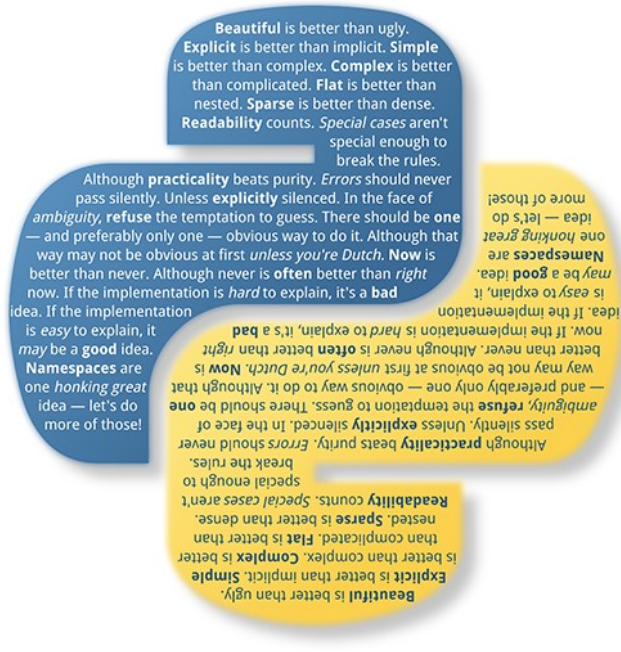 Beautiful is better than ugly.
Explicit is better than implicit. Simple
is better than complex. Complex is better
than complicated. Flat is better than
nested. Sparse is better than dense.
Readability counts. Special cases aren't
special enough to
break the rules.
Although practicality beats purity. Errors should never
pass silently. Unless explicitly silenced. In the face of
ambiguity, refuse the temptation to guess. There should be one
— and preferably only one — obvious way to do it. Although that
way may not be obvious at first unless you're Dutch. Now is
better than never. Although never is often better than right
now. If the implementation is hard to explain, it's a bad
idea. If the implementation
is easy to explain, it
may be a good idea.
Namespaces are
one honking great
idea — let's do
more of those!
Beautiful is better than ugly.
Explicit is better than implicit. Simple
is better than complex. Complex is better
than complicated. Flat is better than
nested. Sparse is better than dense.
Readability counts. Special cases aren't
special enough to
break the rules.
Although practicality beats purity. Errors should never
pass silently. Unless explicitly silenced. In the face of
ambiguity, refuse the temptation to guess. There should be one
— and preferably only one — obvious way to do it. Although that
way may not be obvious at first unless you're Dutch. Now is
better than never. Although never is often better than right
now. If the implementation is hard to explain, it's a bad
idea. If the implementation
is easy to explain, it
may be a good idea.
Namespaces are
one honking great
idea — let's do
more of those!